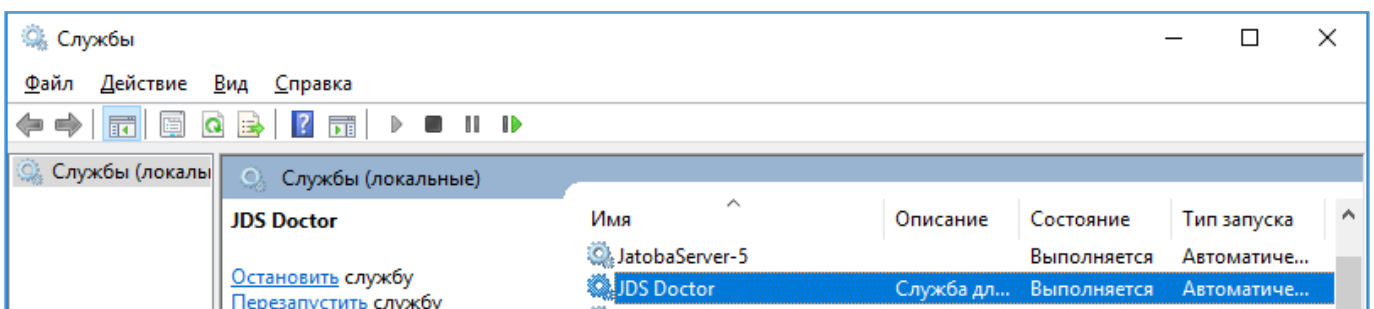 Службы
Файл Действие Вид Справка
Службы (локалы
Службы (локальные)
JDS Doctor
Остановить службу
Перезапустить службу
Имя Описание Состояние Тип запуска
JatobaServer-5 Выполняется Автоматиче...
JDS Doctor Служба дл... Выполняется Автоматиче...